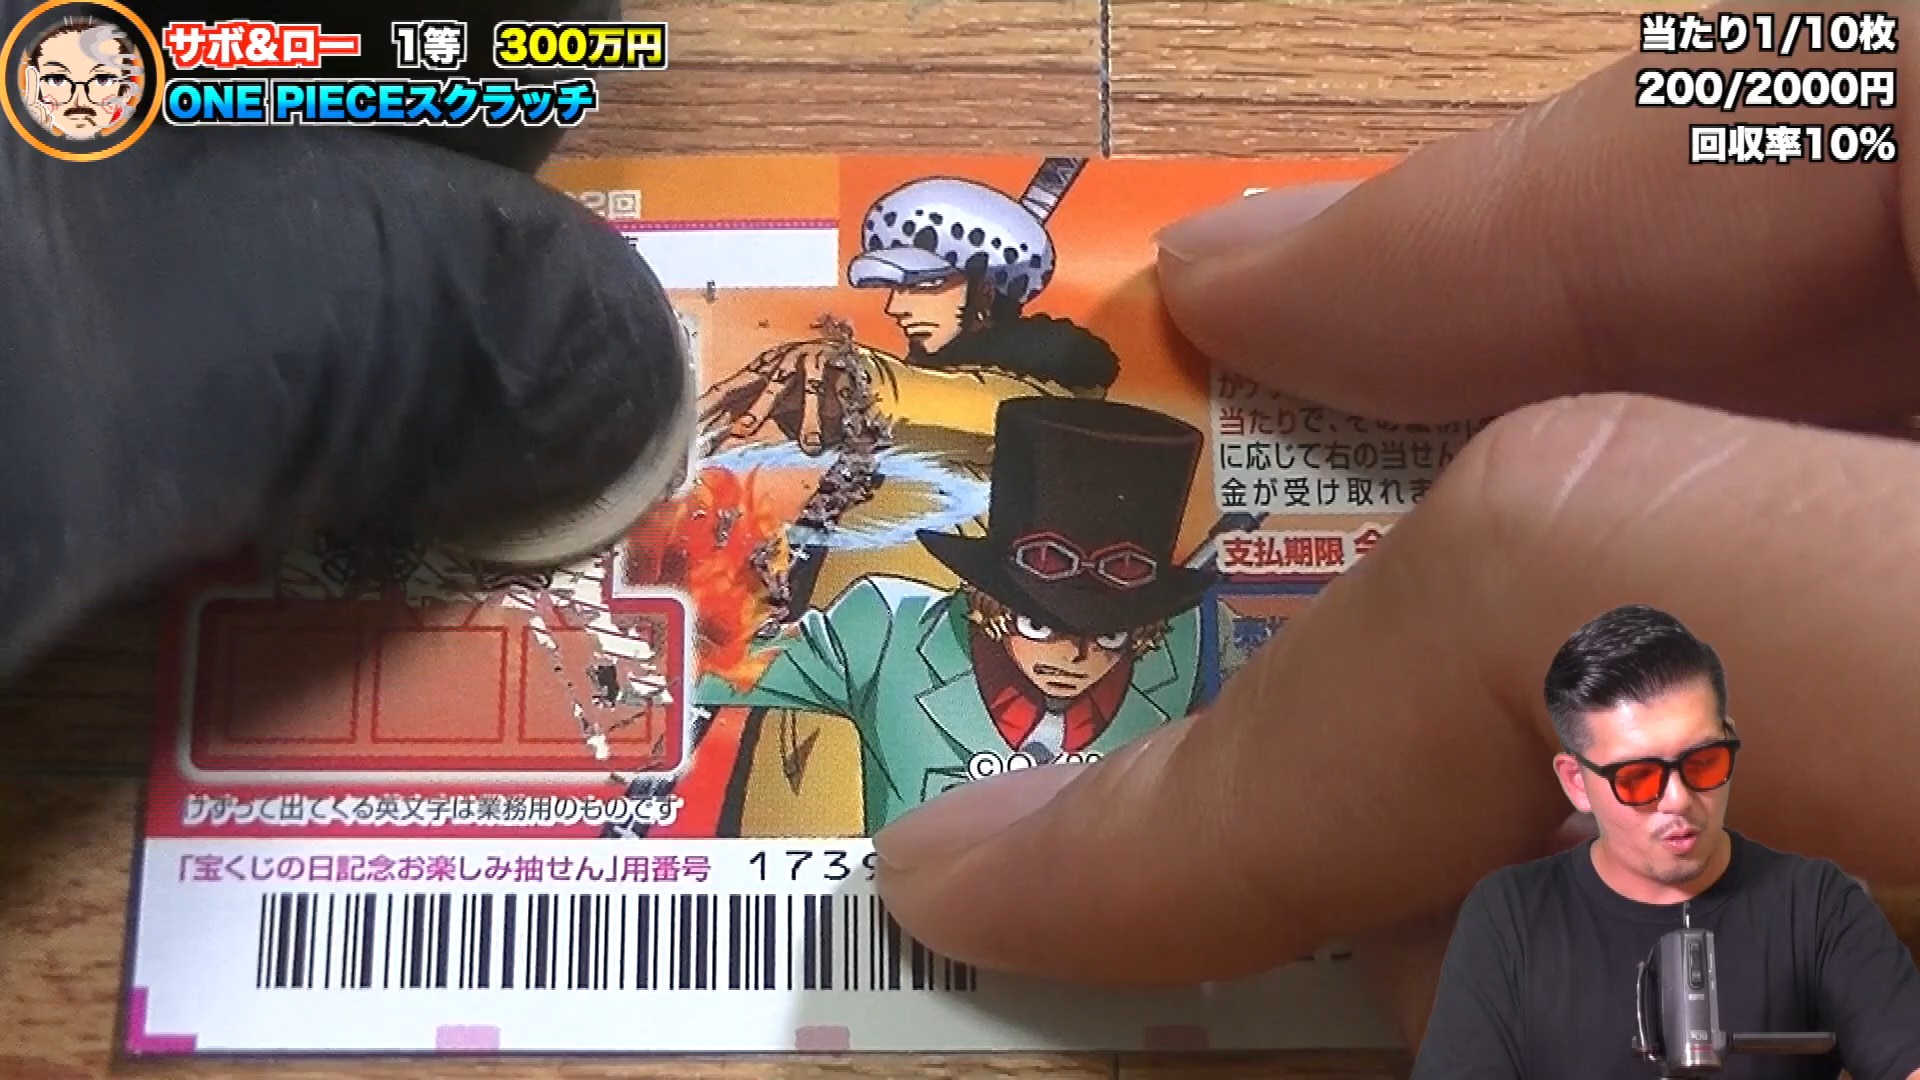 サボ&ロー 1等 300万円
ONE PIECEスクラッチ
当たり1/10枚
200/2000円
回収率10%
2回
当たりで、その
に応じて右の当せん
金が受け取れま
支払期限
けずって出てくる英文字は業務用のものです
「宝くじの日記念お楽しみ抽せん」用番号 1739
©